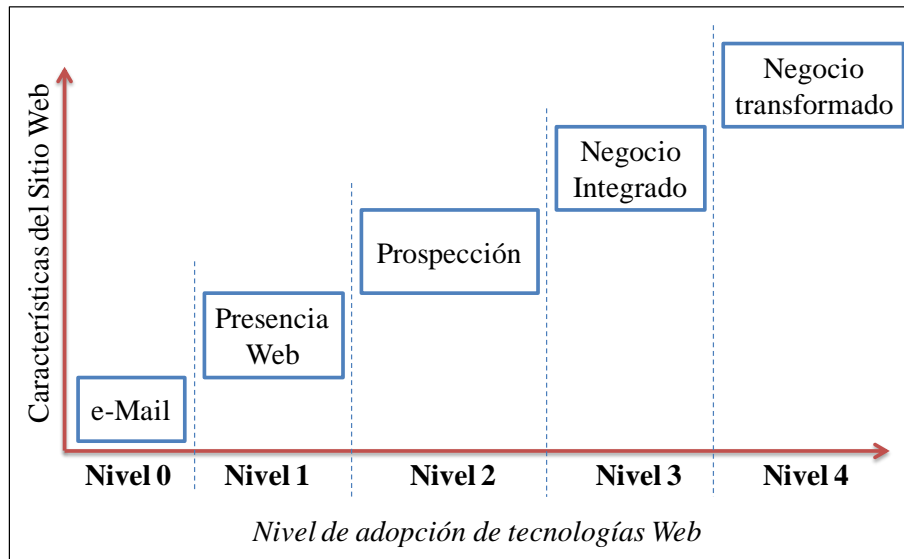 Características del Sitio Web
Negocio
transformado
Negocio
Integrado
Prospección
Presencia
Web
e-Mail
Nivel 0
Nivel 1
Nivel 2
Nivel 3
Nivel 4
Nivel de adopción de tecnologías Web